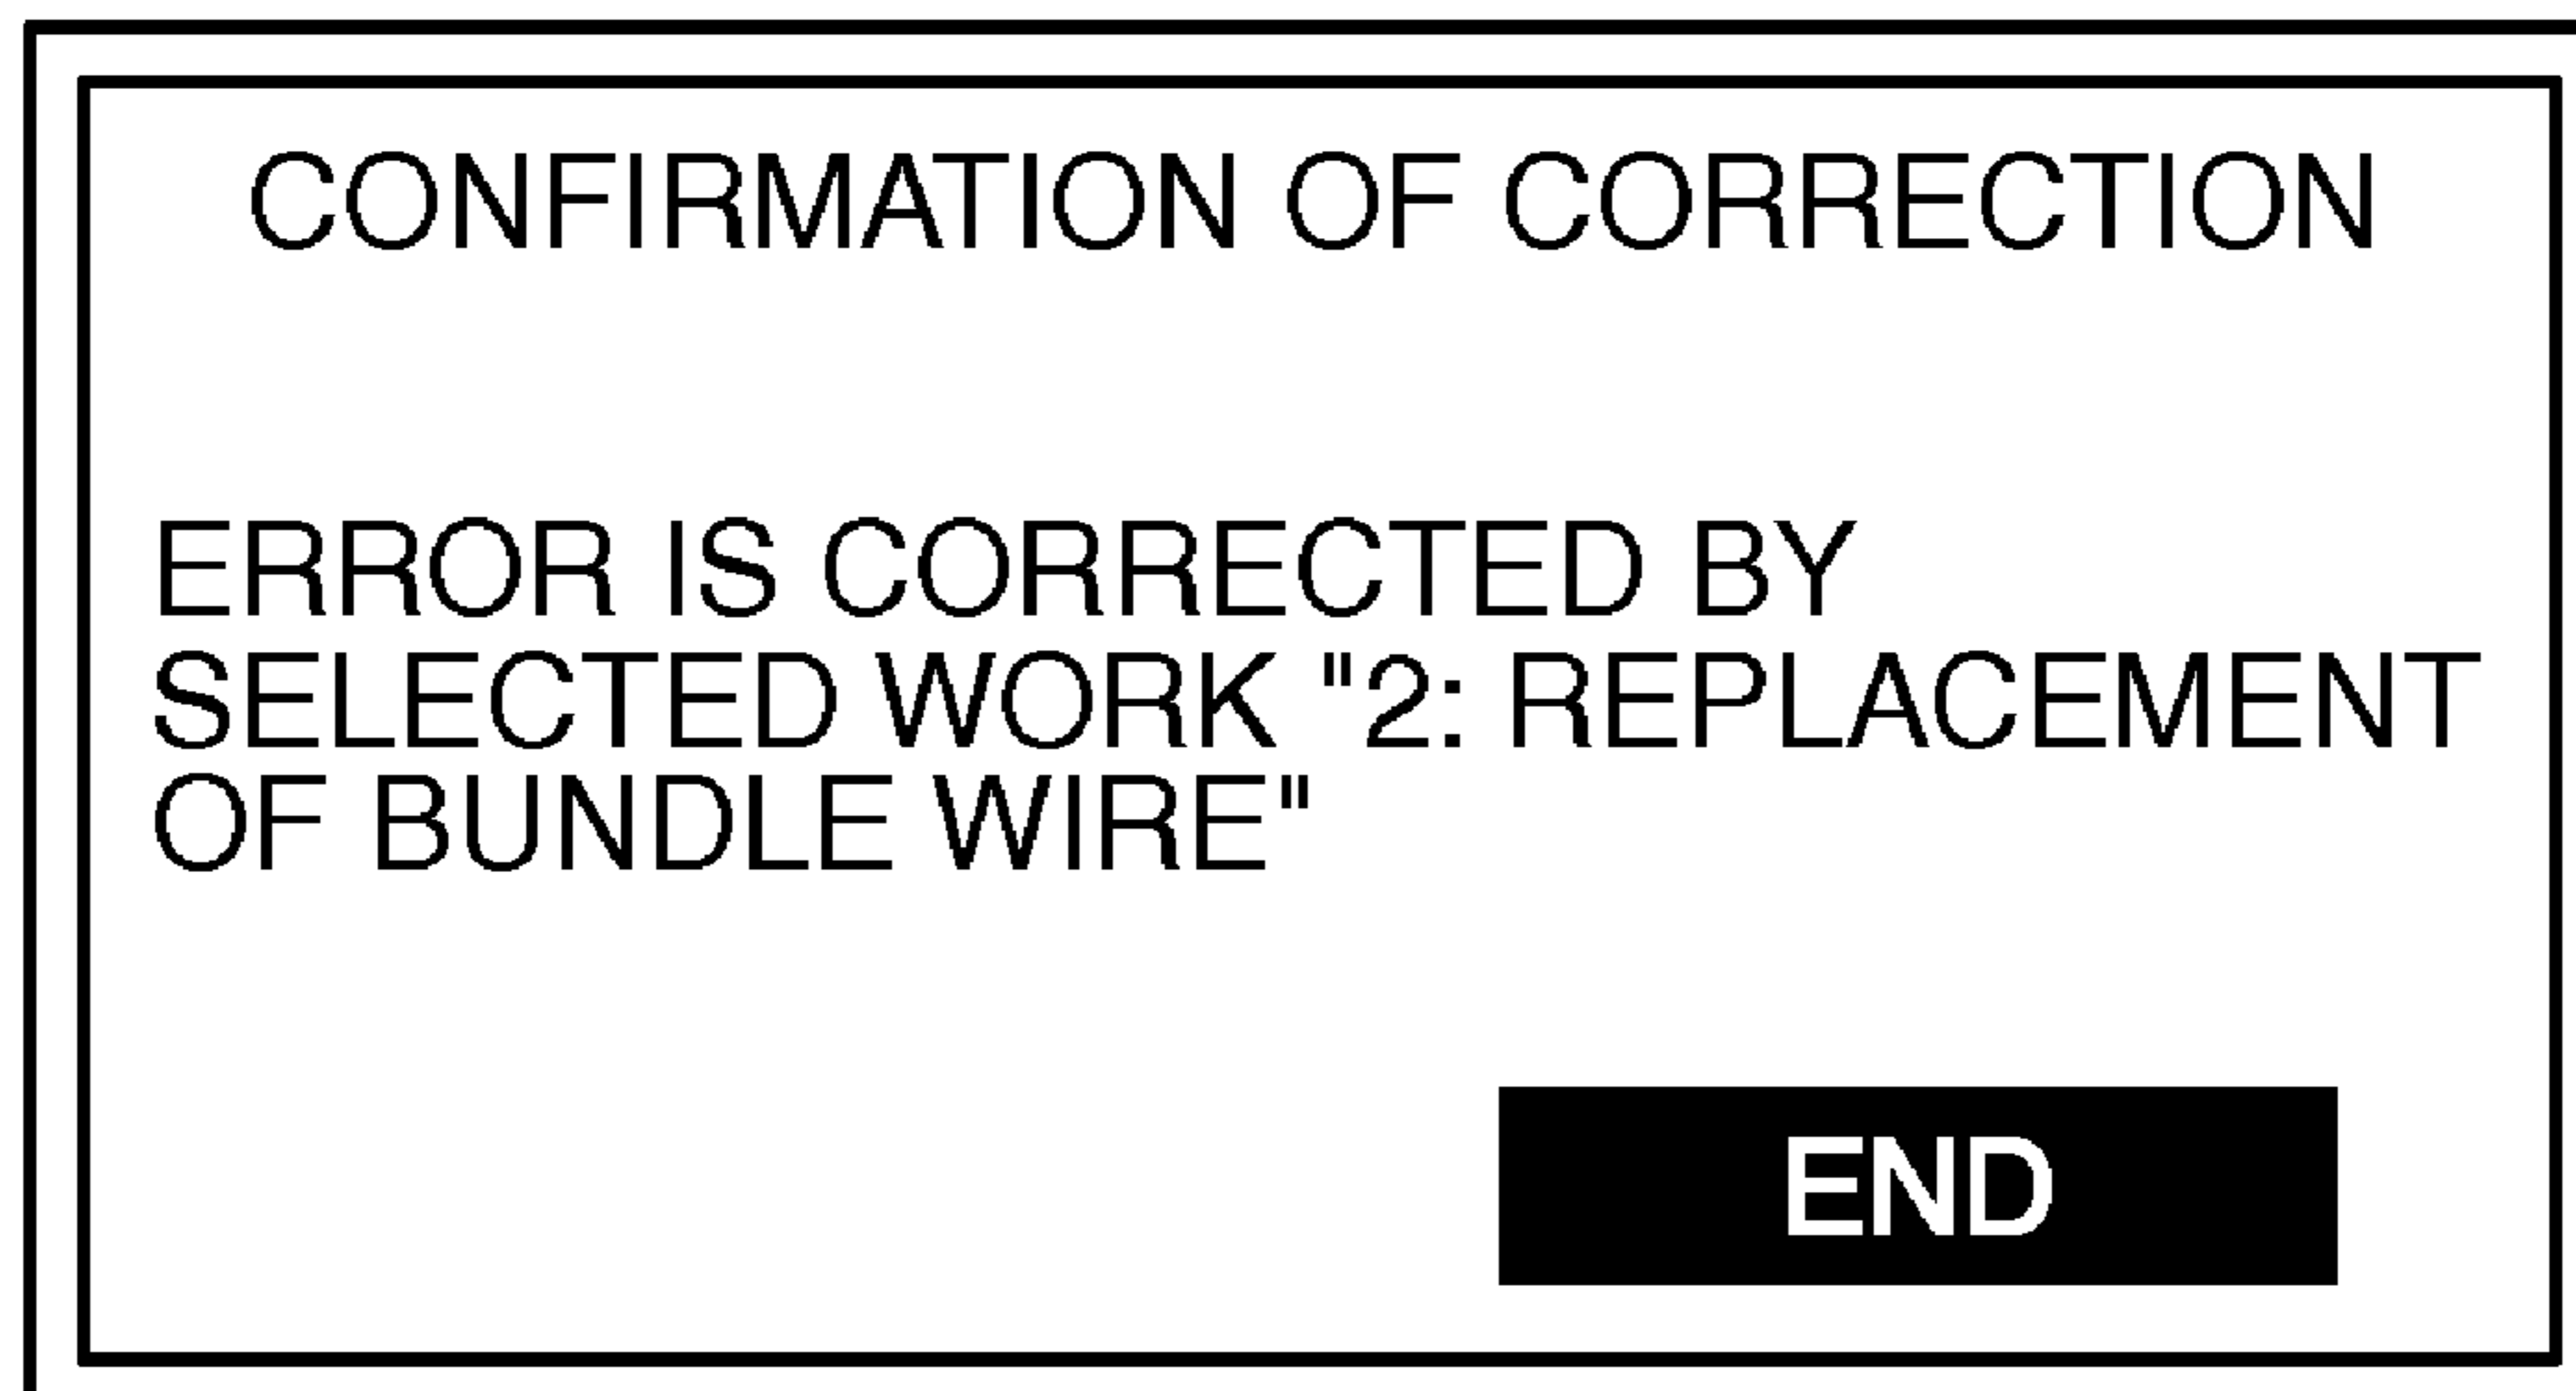 CONFIRMATION OF CORRECTION
ERROR IS CORRECTED BY
SELECTED WORK "2: REPLACEMENT
OF BUNDLE WIRE"
END